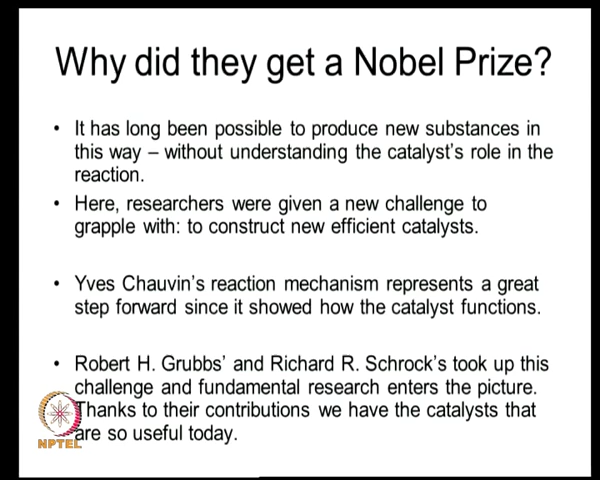 Why did they get a Nobel Prize?
• It has long been possible to produce new substances in
this way – without understanding the catalyst's role in the
reaction.
• Here, researchers were given a new challenge to
grapple with: to construct new efficient catalysts.
• Yves Chauvin's reaction mechanism represents a great
step forward since it showed how the catalyst functions.
• Robert H. Grubbs' and Richard R. Schrock's took up this
challenge and fundamental research enters the picture.
Thanks to their contributions we have the catalysts that
are so useful today.
NPTEL